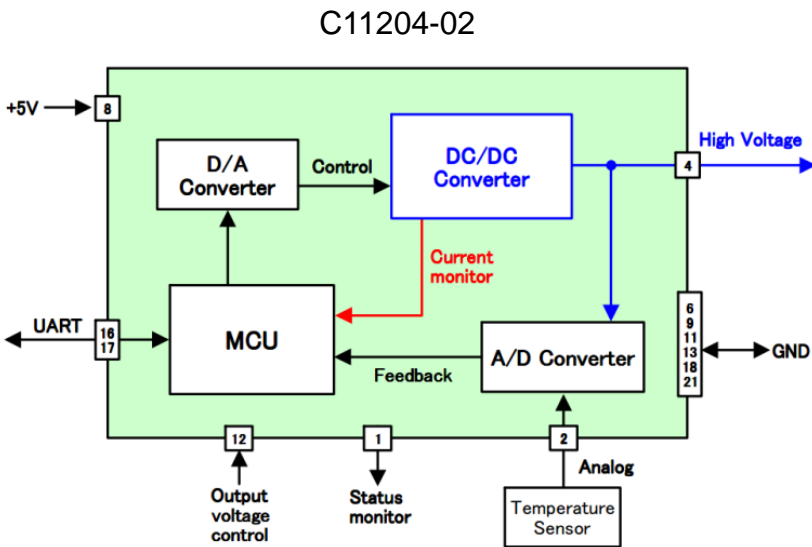 C11204-02
+5V
8
D/A
Converter
Control
DC/DC
Converter
High Voltage
4
Current
monitor
UART
16
17
MCU
Feedback
A/D Converter
6
9
11
13
18
21
GND
12
1
2
Output
voltage
control
Status
monitor
Analog
Temperature
Sensor